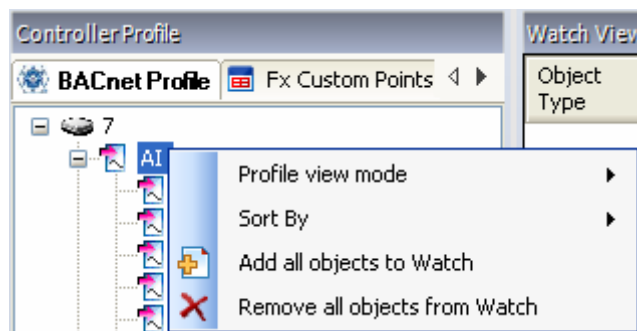 Controller Profile
Watch View
BACnet Profile
Fx Custom Points
Object
Type
7
AI
Profile view mode
Sort By
Add all objects to Watch
Remove all objects from Watch